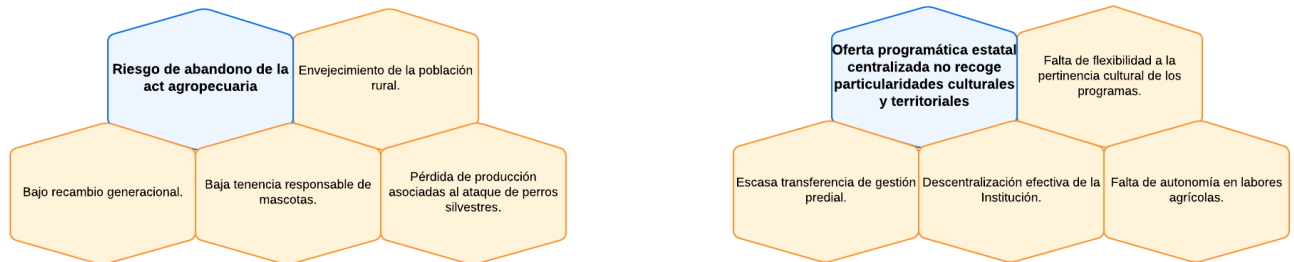 Riesgo de abandono de la
act agropecuaria
Envejecimiento de la población
rural.
Bajo recambio generacional.
Baja tenencia responsable de
mascotas.
Pérdida de producción
asociadas al ataque de perros
silvestres.
Oferta programática estatal
centralizada no recoge
particularidades culturales
y territoriales
Falta de flexibilidad a la
pertinencia cultural de los
programas.
Escasa transferencia de gestión
predial.
Descentralización efectiva de la
Institución.
Falta de autonomía en labores
agrícolas.